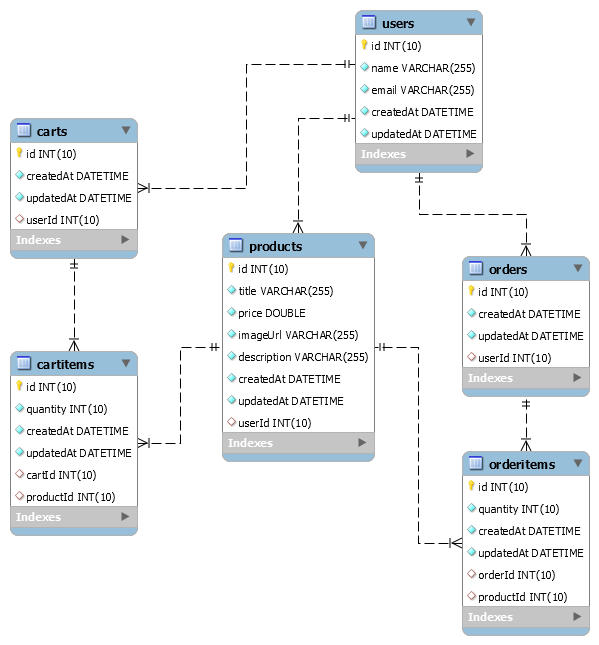 users
id INT(10)
name VARCHAR(255)
email VARCHAR(255)
createdAt DATETIME
updatedAt DATETIME
Indexes
carts
id INT(10)
createdAt DATETIME
updatedAt DATETIME
userId INT(10)
Indexes
products
id INT(10)
title VARCHAR(255)
price DOUBLE
imageUrl VARCHAR(255)
description VARCHAR(255)
createdAt DATETIME
updatedAt DATETIME
userId INT(10)
Indexes
orders
id INT(10)
createdAt DATETIME
updatedAt DATETIME
userId INT(10)
Indexes
cartitems
id INT(10)
quantity INT(10)
createdAt DATETIME
updatedAt DATETIME
cartId INT(10)
productId INT(10)
Indexes
orderitems
id INT(10)
quantity INT(10)
createdAt DATETIME
updatedAt DATETIME
orderId INT(10)
productId INT(10)
Indexes